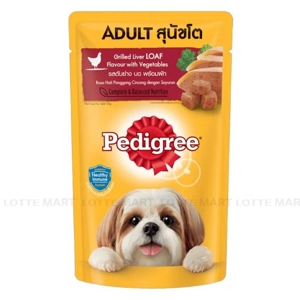 ADULT สุนัขโต
Grilled Liver LOAF
Flavour with Vegetables
รสตับย่าง บด พร้อมผัก
Rasa Hati Panggang Cincang dengan Sayuran
Complete & Balanced Nutrition
Pedigree
Healthy
Immune
LOTTE MART LOTTE MART LOTTE MART